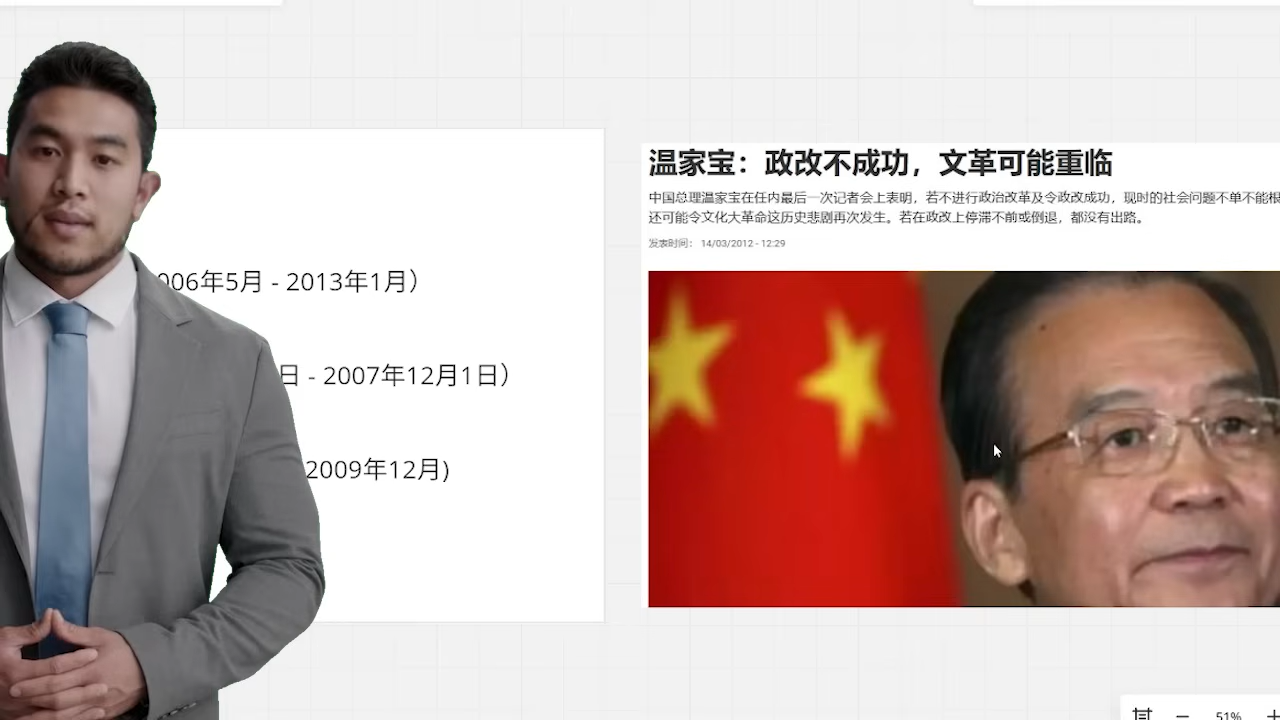 006年5月 - 2013年1月）
日 - 2007年12月1日）
2009年12月)
温家宝：政改不成功，文革可能重临
中国总理温家宝在任内最后一次记者会上表明，若不进行政治改革及令政改成功，现时的社会问题不单不能根
还可能令文化大革命这历史悲剧再次发生。若在政改上停滞不前或倒退，都没有出路。
发表时间： 14/03/2012 - 12:29
51%